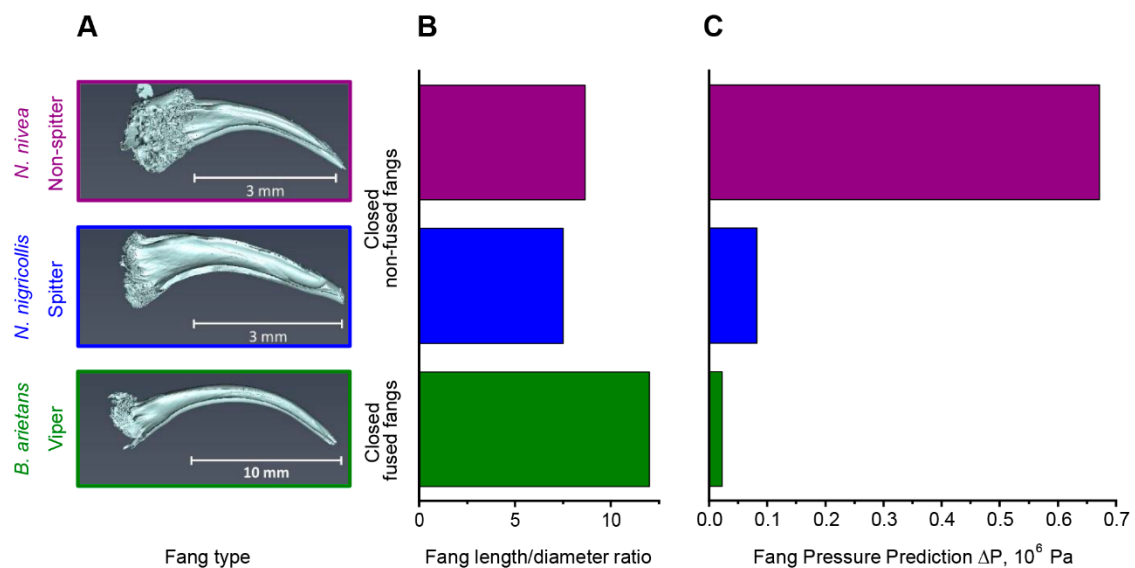 A
B
C
N. nivea
Non-spitter
3 mm
N. nigricollis
Spitter
3 mm
B. arietans
Viper
10 mm
Closed
non-fused fangs
Closed
fused fangs
0 5 10
0.0 0.1 0.2 0.3 0.4 0.5 0.6 0.7
Fang type
Fang length/diameter ratio
Fang Pressure Prediction ΔP, 10⁶ Pa